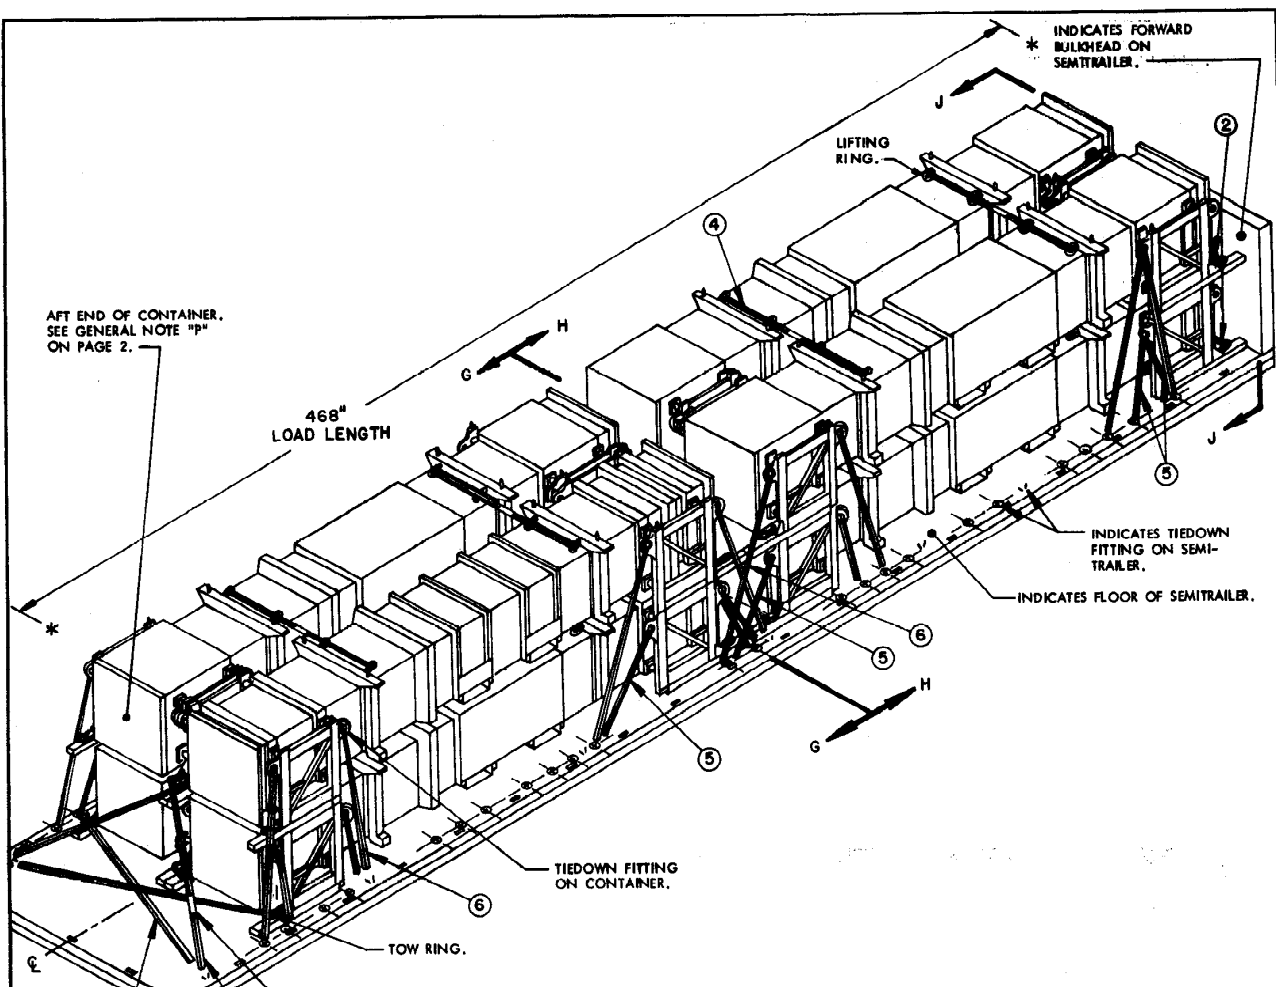 * INDICATES FORWARD
BULKHEAD ON
SEMITRAILER.
J
2
LIFTING
RING.
4
AFT END OF CONTAINER.
SEE GENERAL NOTE "P"
ON PAGE 2.
H
G
468"
LOAD LENGTH
J
5
INDICATES TIEDOWN
FITTING ON SEMI-
TRAILER.
INDICATES FLOOR OF SEMITRAILER.
*
6
5
H
G
5
TIEDOWN FITTING
ON CONTAINER.
6
TOW RING.
℄